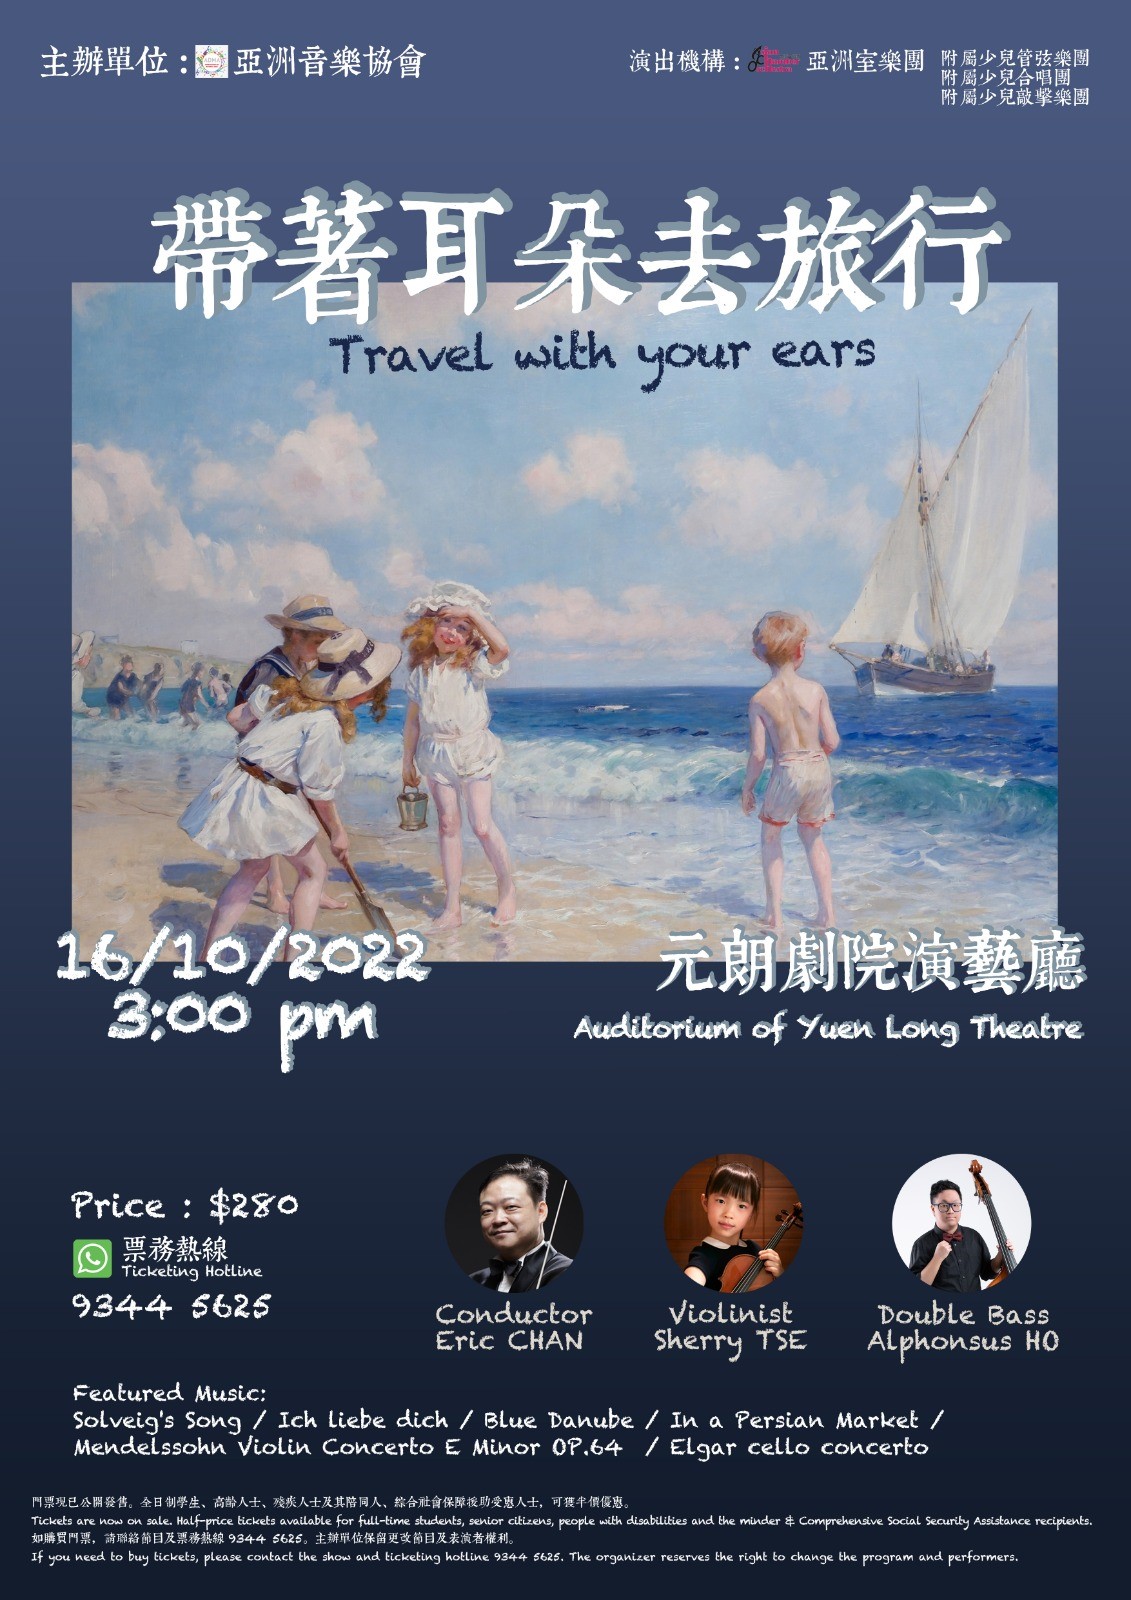 主辦單位：亞洲音樂協會
演出機構：亞洲室樂團
附屬少兒管弦樂團
附屬少兒合唱團
附屬少兒敲擊樂團
帶著耳朵去旅行
Travel with your ears
16/10/2022
3:00 pm
元朗劇院演藝廳
Auditorium of Yuen Long Theatre
Price : $280
票務熱線
Ticketing Hotline
9344 5625
Conductor
Eric CHAN
Violinist
Sherry TSE
Double Bass
Alphonsus HO
Featured Music:
Solveig's Song / Ich liebe dich / Blue Danube / In a Persian Market /
Mendelssohn Violin Concerto E Minor OP.64 / Elgar cello concerto
門票現已公開發售。全日制學生、高齡人士、殘疾人士及其陪同人、綜合社會保障援助受惠人士，可獲半價優惠。
Tickets are now on sale. Half-price tickets available for full-time students, senior citizens, people with disabilities and the minder & Comprehensive Social Security Assistance recipients.
如購買門票，請聯絡節目及票務熱線 9344 5625。主辦單位保留更改節目及表演者權利。
If you need to buy tickets, please contact the show and ticketing hotline 9344 5625. The organizer reserves the right to change the program and performers.